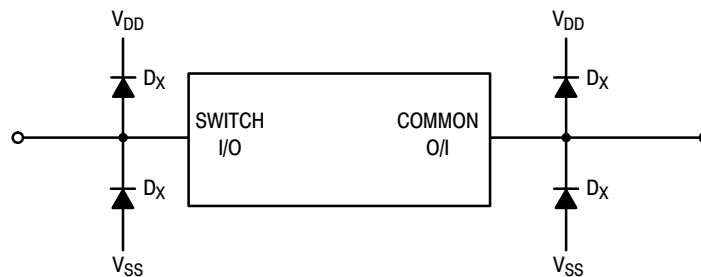 VDD
VDD
DX
DX
SWITCH
I/O
COMMON
O/I
DX
DX
VSS
VSS